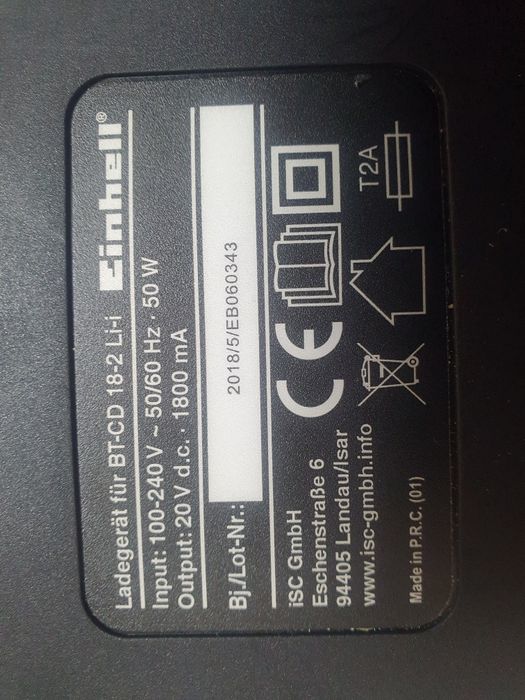 Ladegerät für BT-CD 18-2 Li-i Einhell®
Input: 100-240 V ~ 50/60 Hz · 50 W
Output: 20 V d.c. · 1800 mA
Bj./Lot-Nr.: 2018/5/EB060343
iSC GmbH
Eschenstraße 6
94405 Landau/Isar
www.isc-gmbh.info
Made in P.R.C. (01)
CE
T2A